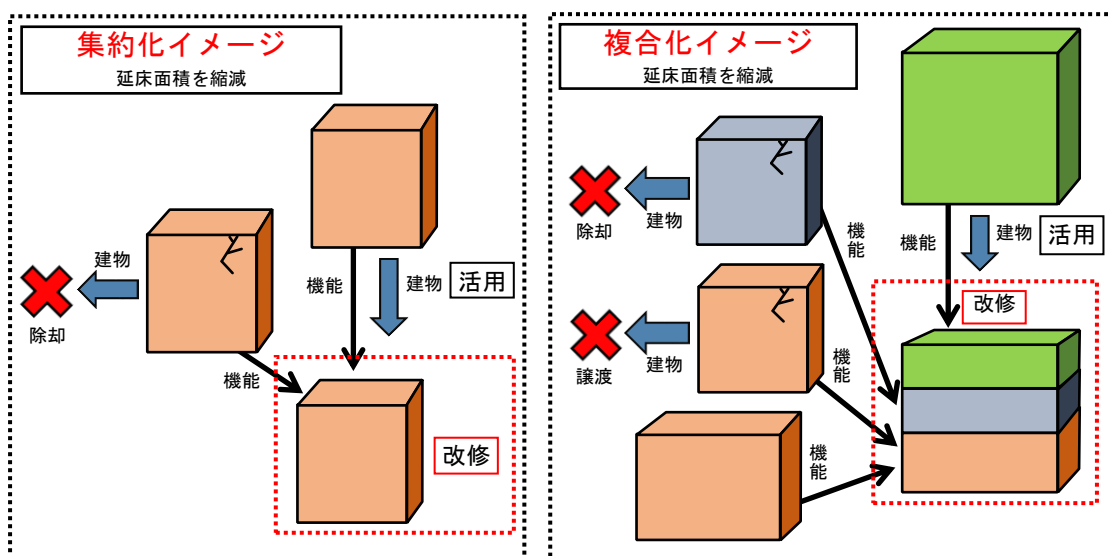 集約化イメージ
延床面積を縮減
建物
除却
機能
機能
建物
活用
改修
複合化イメージ
延床面積を縮減
建物
除却
機能
機能
建物
活用
建物
譲渡
機能
改修
機能